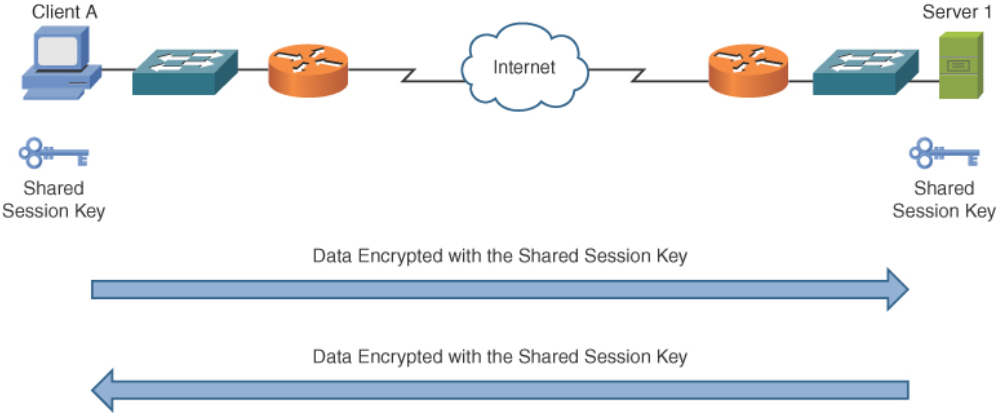 Client A
Server 1
Internet
Shared
Session Key
Shared
Session Key
Data Encrypted with the Shared Session Key
Data Encrypted with the Shared Session Key